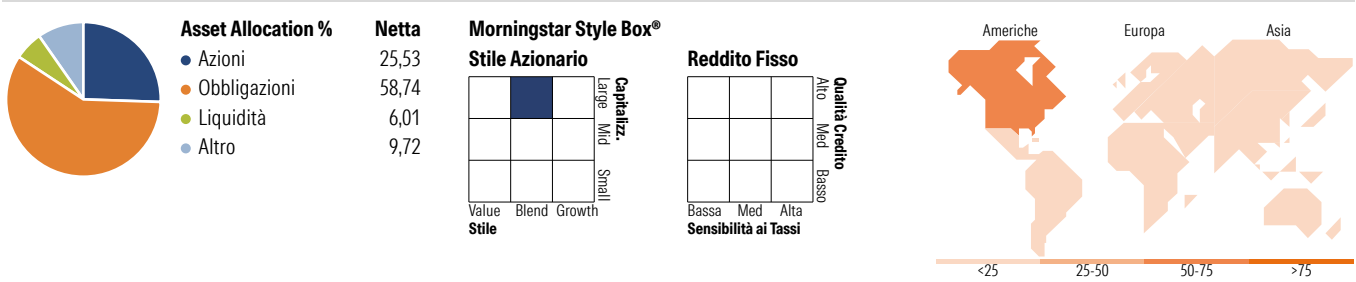 Asset Allocation % Netta
Azioni 25,53
Obbligazioni 58,74
Liquidità 6,01
Altro 9,72
Morningstar Style Box®
Stile Azionario
Large Mid Small
Capitalizz.
Value Blend Growth
Stile
Reddito Fisso
Alto Med Basso
Qualità Credito
Bassa Med Alta
Sensibilità ai Tassi
Americhe Europa Asia
<25 25-50 50-75 >75